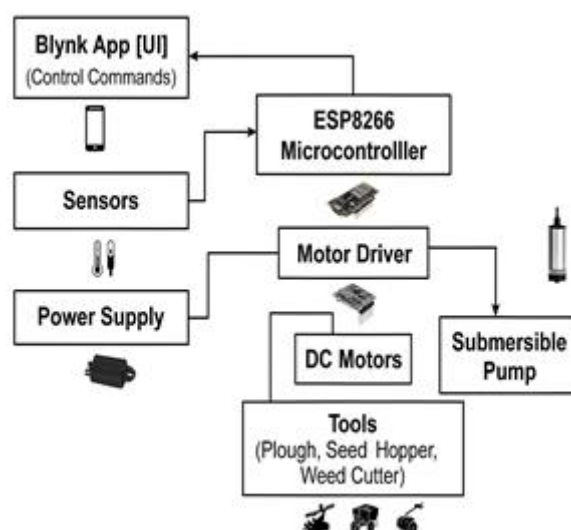 Blynk App [UI]
(Control Commands)
ESP8266
Microcontrolller
Sensors
Motor Driver
Power Supply
Submersible
Pump
DC Motors
Tools
(Plough, Seed Hopper,
Weed Cutter)